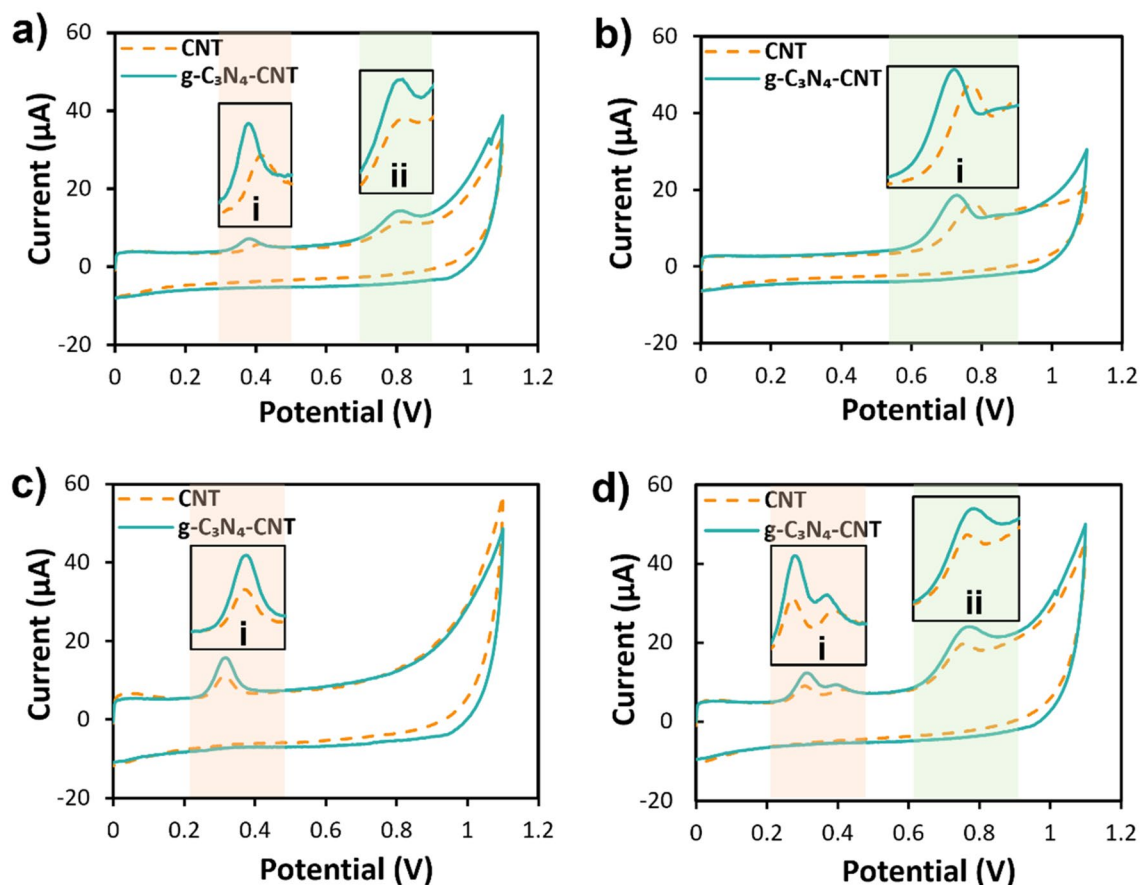 a)
60
40
20
0
-20
Current (µA)
CNT
g-C₃N₄-CNT
i
ii
0 0.2 0.4 0.6 0.8 1 1.2
Potential (V)
b)
60
40
20
0
-20
Current (µA)
CNT
g-C₃N₄-CNT
i
0 0.2 0.4 0.6 0.8 1 1.2
Potential (V)
c)
60
40
20
0
-20
Current (µA)
CNT
g-C₃N₄-CNT
i
0 0.2 0.4 0.6 0.8 1 1.2
Potential (V)
d)
60
40
20
0
-20
Current (µA)
CNT
g-C₃N₄-CNT
i
ii
0 0.2 0.4 0.6 0.8 1 1.2
Potential (V)